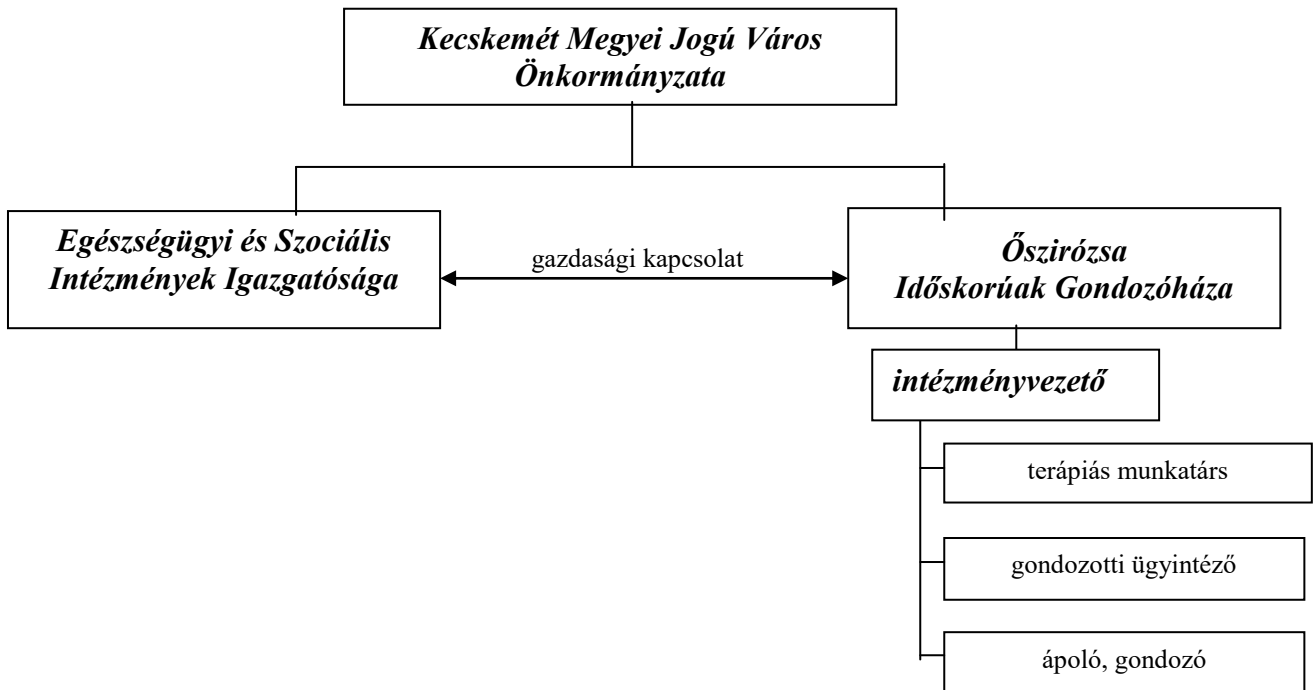 Kecskemét Megyei Jogú Város
Önkormányzata
Egészségügyi és Szociális
Intézmények Igazgatósága
gazdasági kapcsolat
Őszirózsa
Időskorúak Gondozóháza
intézményvezető
terápiás munkatárs
gondozotti ügyintéző
ápoló, gondozó